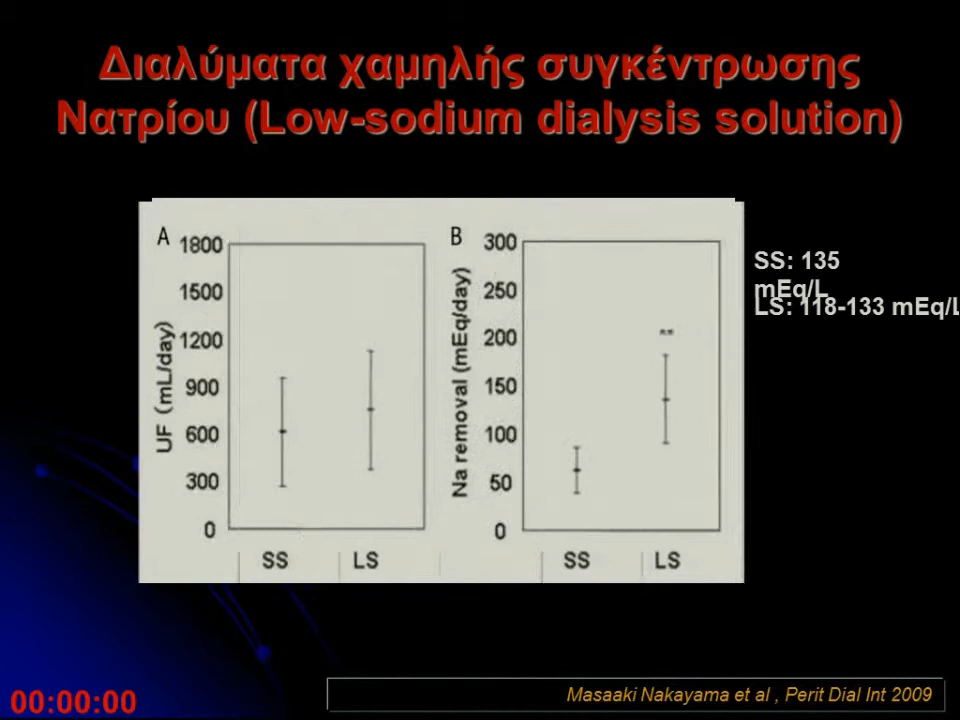 Διαλύματα χαμηλής συγκέντρωσης
Νατρίου (Low-sodium dialysis solution)
A
1800
1500
1200
900
600
300
0
UF (mL/day)
SS
LS
B
300
250
200
150
100
50
0
Na removal (mEq/day)
**
SS
LS
SS: 135
mEq/L
LS: 118-133 mEq/L
00:00:00
Masaaki Nakayama et al , Perit Dial Int 2009